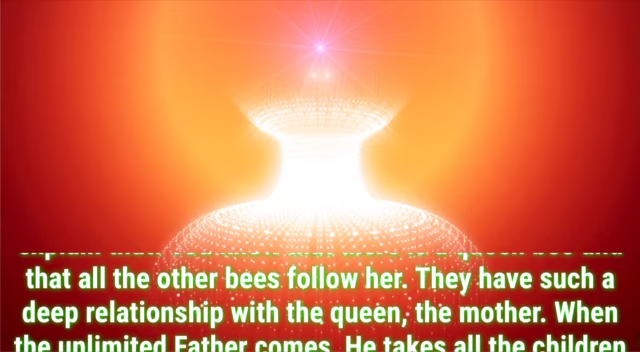 that all the other bees follow her. They have such a
deep relationship with the queen, the mother. When
the unlimited Father comes, He takes all the children